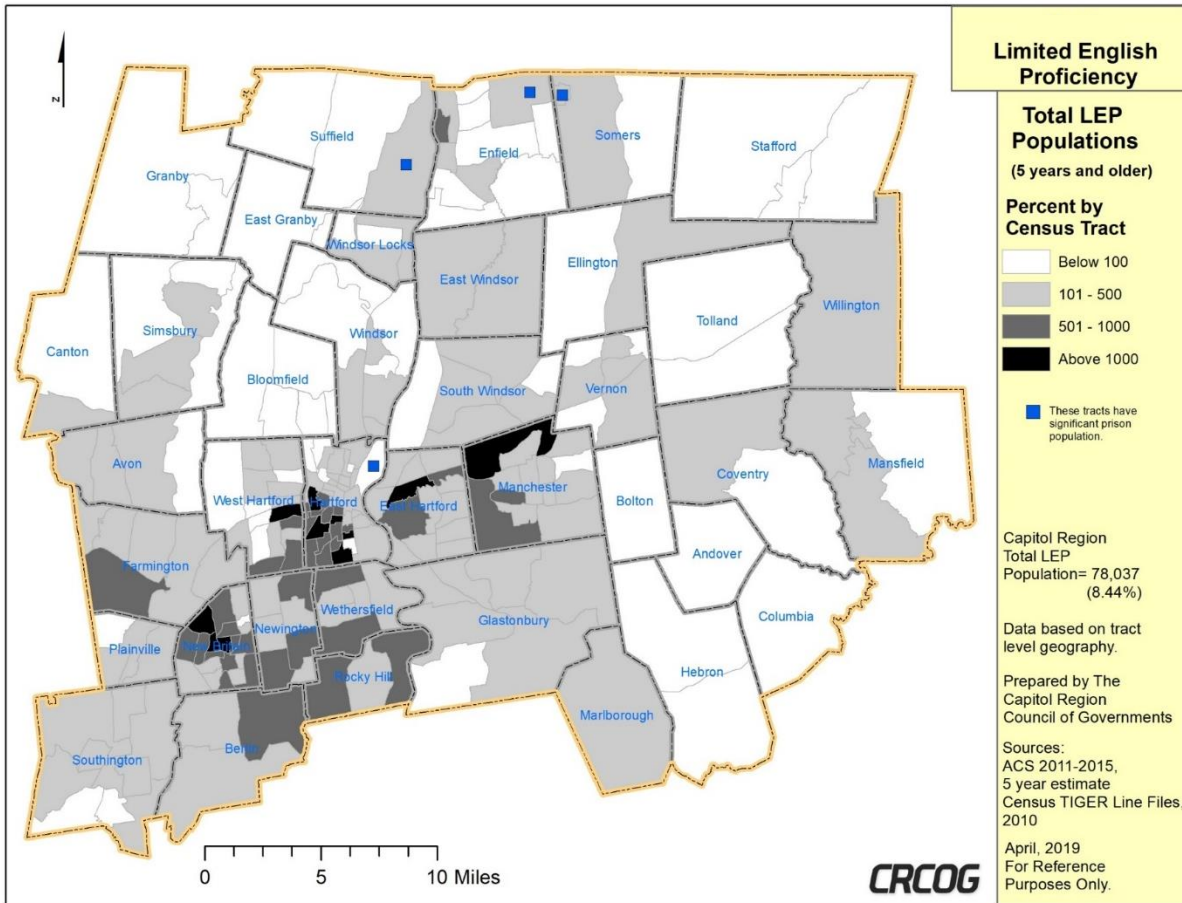 Limited English
Proficiency
Total LEP
Populations
(5 years and older)
Percent by
Census Tract
Below 100
101 - 500
501 - 1000
Above 1000
These tracts have
significant prison
population.
Capitol Region
Total LEP
Population= 78,037
(8.44%)
Data based on tract
level geography.
Prepared by The
Capitol Region
Council of Governments
Sources:
ACS 2011-2015,
5 year estimate
Census TIGER Line Files,
2010
April, 2019
For Reference
Purposes Only.
N
Suffield
Enfield
Somers
Stafford
Granby
East Granby
Windsor Locks
East Windsor
Ellington
Willington
Tolland
Simsbury
Canton
Windsor
Bloomfield
South Windsor
Vernon
Avon
West Hartford
Hartford
East Hartford
Manchester
Bolton
Coventry
Mansfield
Andover
Farmington
Columbia
Wethersfield
Glastonbury
Newington
Plainville
New Britain
Rocky Hill
Hebron
Marlborough
Berlin
Southington
0 5 10 Miles
CRCOG